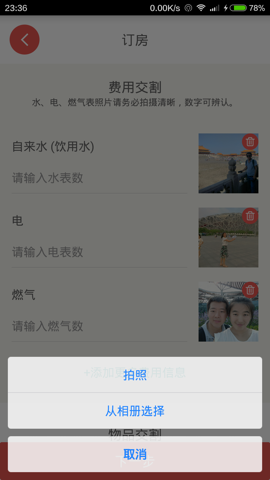 23:36
0.00K/s
78%
订房
费用交割
水、电、燃气表照片请务必拍摄清晰，数字可辨认。
自来水 (饮用水)
请输入水表数
电
请输入电表数
燃气
请输入燃气数
拍照
从相册选择
物品交割
取消